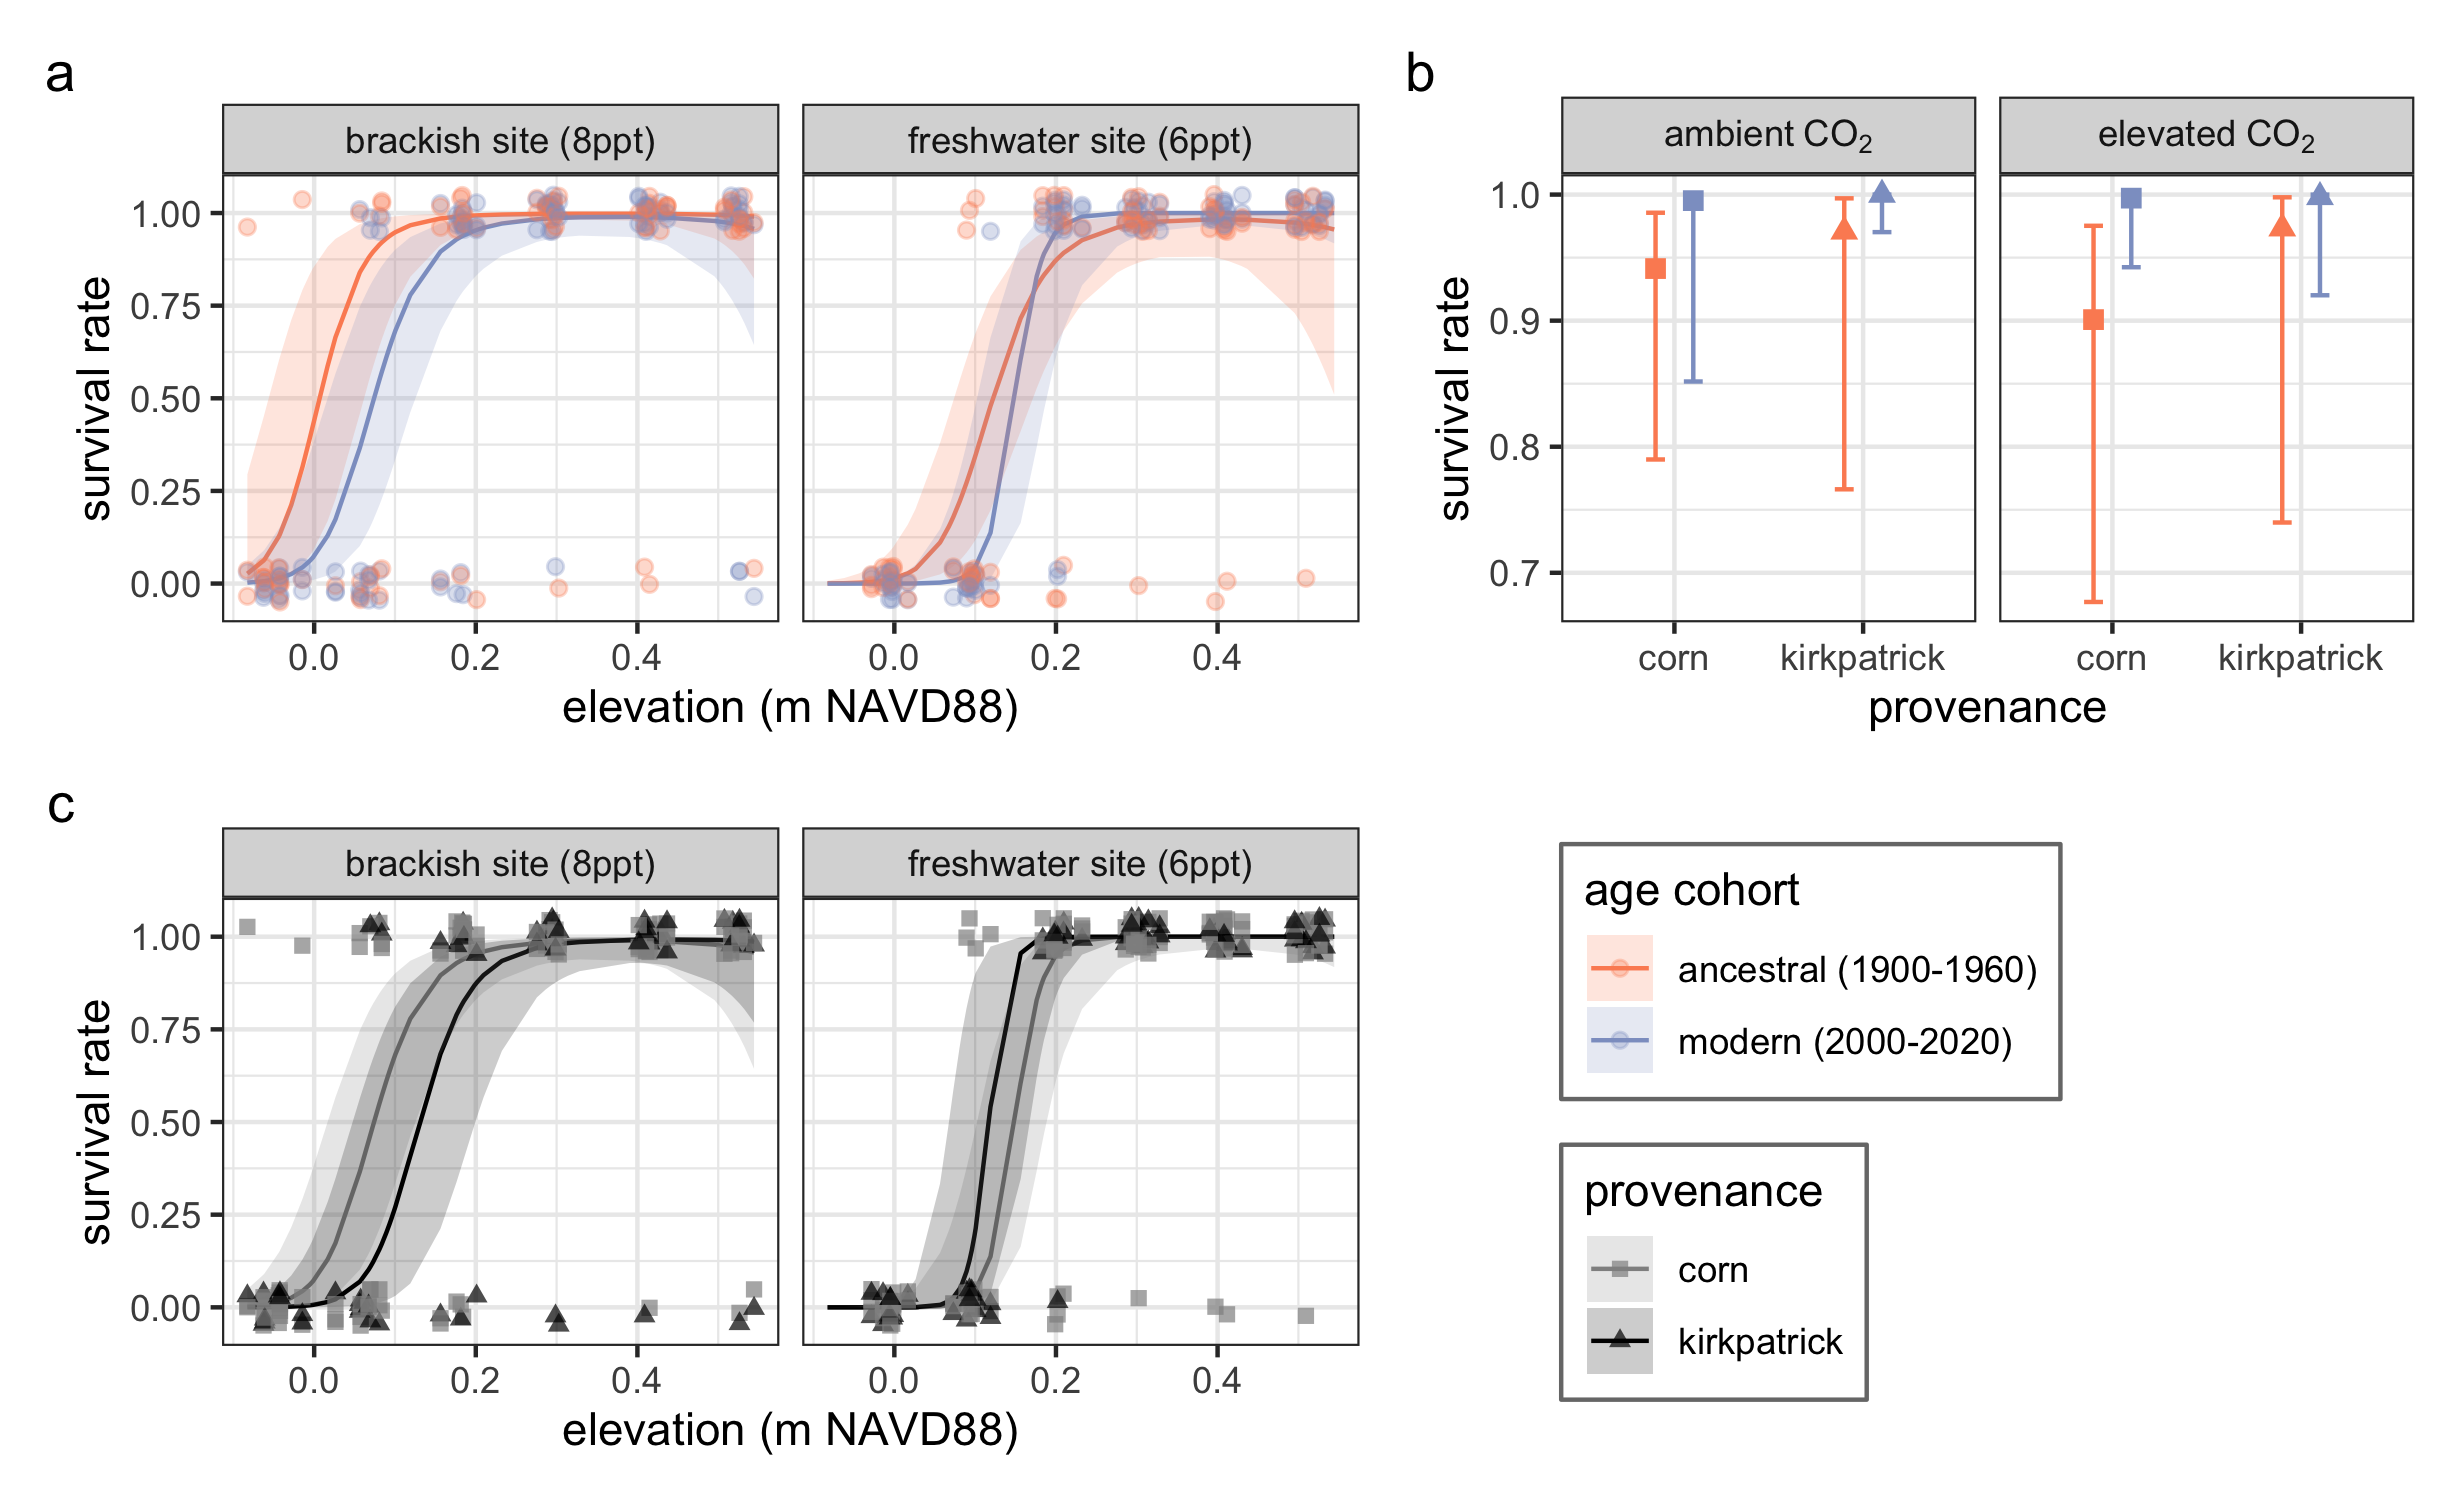 a
brackish site (8ppt)
freshwater site (6ppt)
1.00
0.75
0.50
0.25
0.00
survival rate
0.0
0.2
0.4
0.0
0.2
0.4
elevation (m NAVD88)
b
ambient CO₂
elevated CO₂
1.0
0.9
0.8
0.7
survival rate
corn
kirkpatrick
corn
kirkpatrick
provenance
c
brackish site (8ppt)
freshwater site (6ppt)
1.00
0.75
0.50
0.25
0.00
survival rate
0.0
0.2
0.4
0.0
0.2
0.4
elevation (m NAVD88)
age cohort
ancestral (1900-1960)
modern (2000-2020)
provenance
corn
kirkpatrick